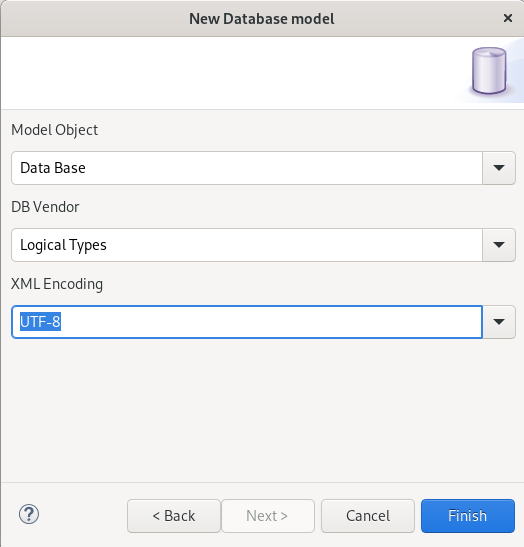 New Database model
×
Model Object
Data Base
DB Vendor
Logical Types
XML Encoding
UTF-8
?
< Back
Next >
Cancel
Finish